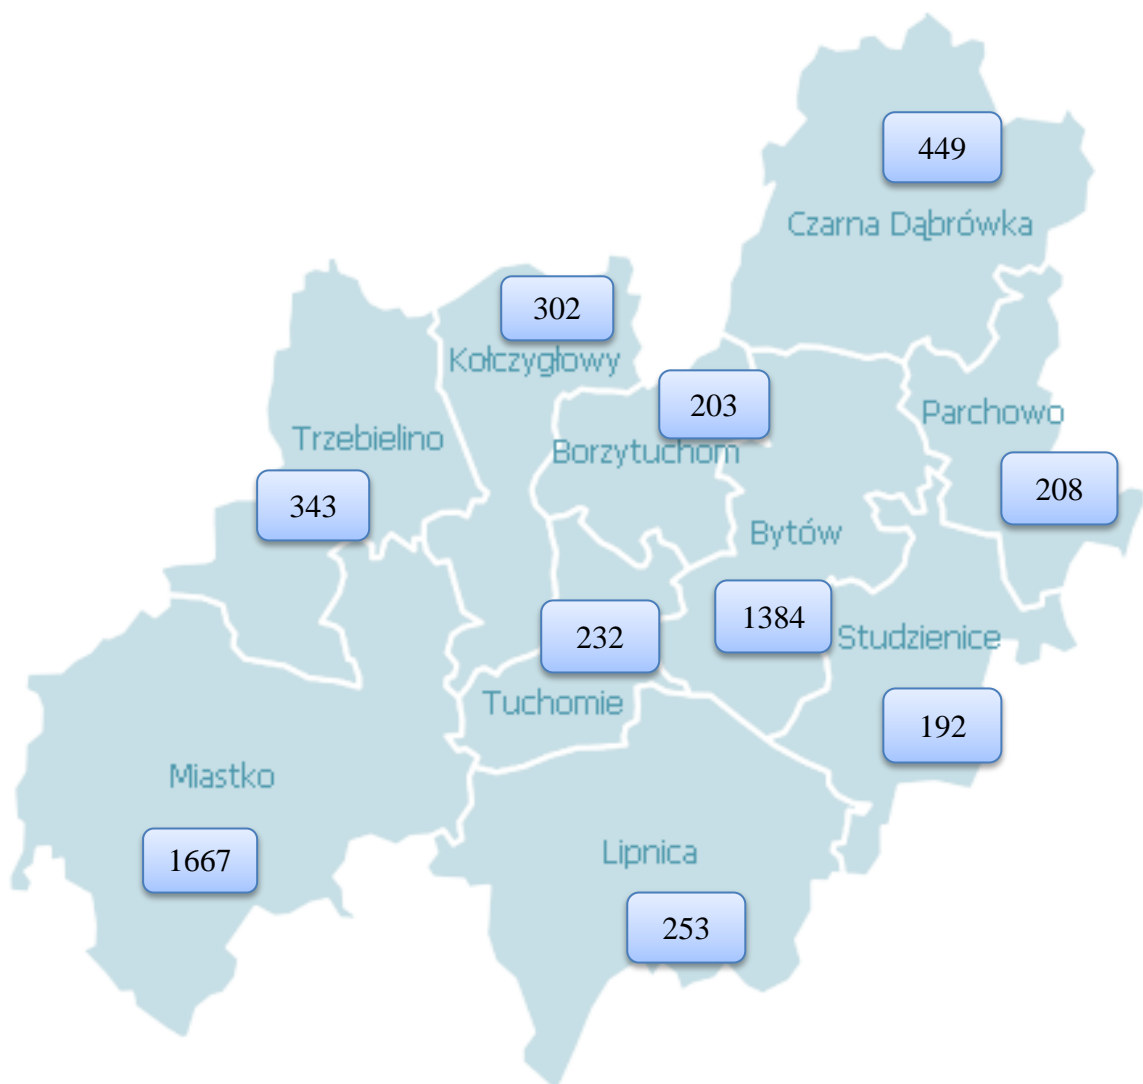 449
Czarna Dąbrówka
302
Kołczygłowy
203
Parchowo
Trzebielino
Borzytuchom
208
343
Bytów
1384
232
Studzienice
Tuchomie
192
Miastko
1667
Lipnica
253